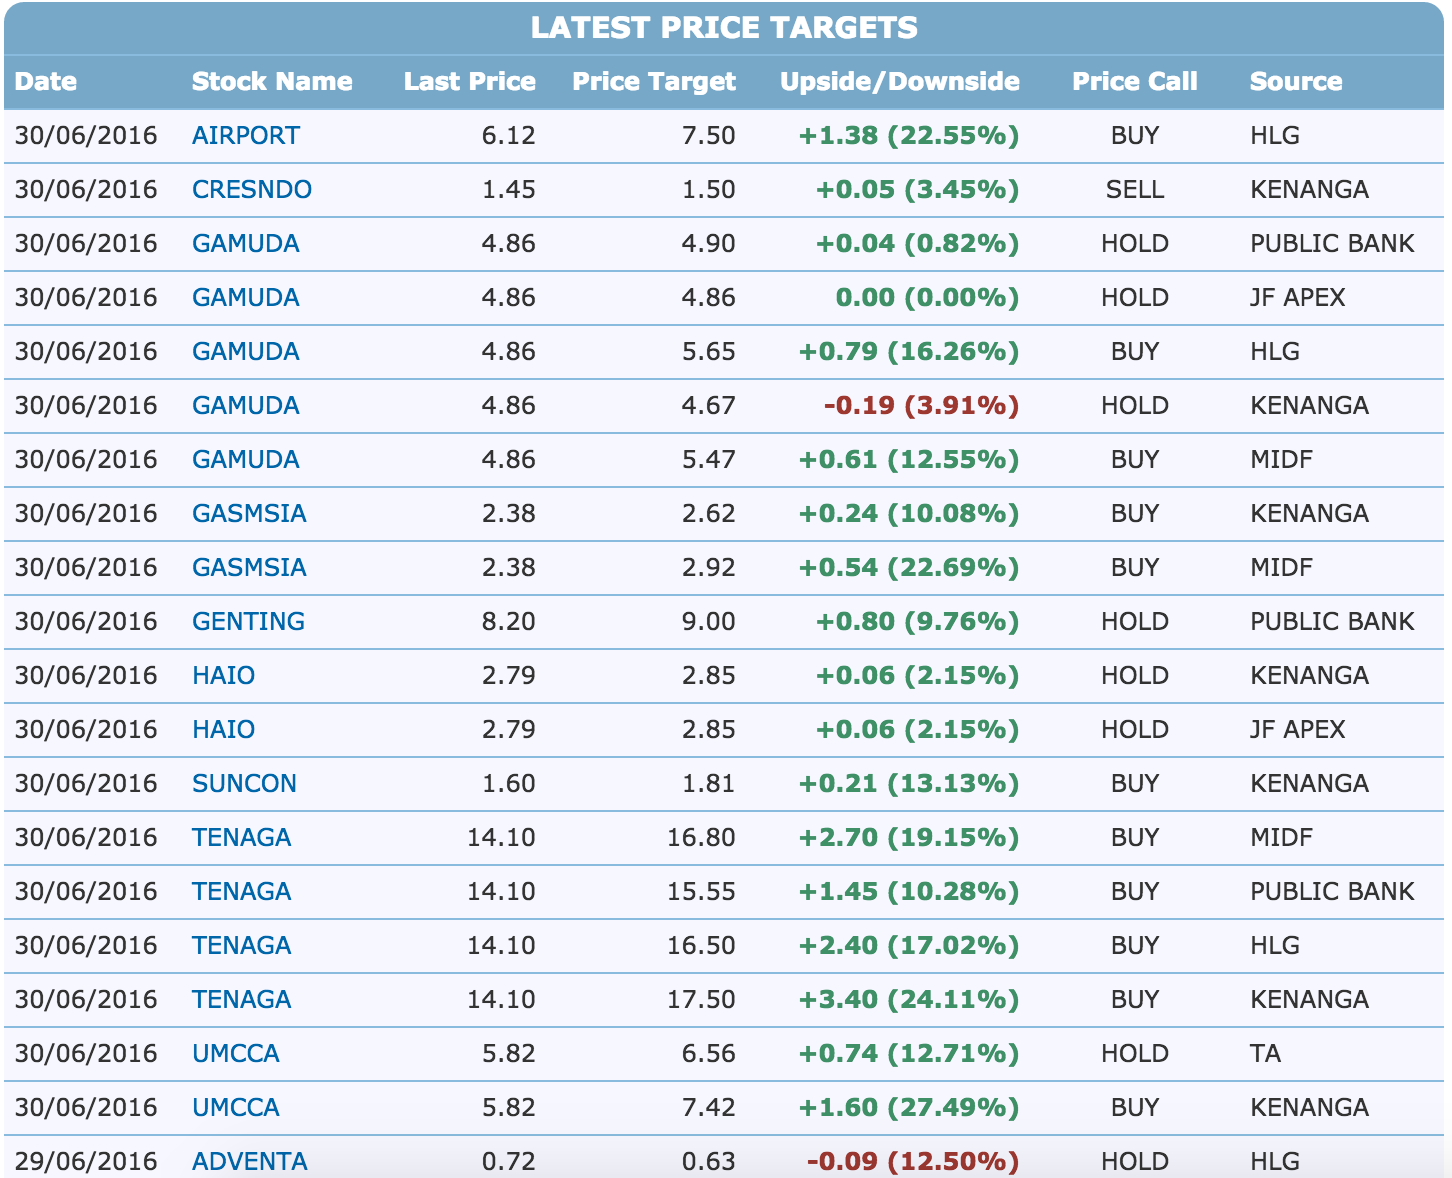 LATEST PRICE TARGETS
Date Stock Name Last Price Price Target Upside/Downside Price Call Source
30/06/2016 AIRPORT 6.12 7.50 +1.38 (22.55%) BUY HLG
30/06/2016 CRESNDO 1.45 1.50 +0.05 (3.45%) SELL KENANGA
30/06/2016 GAMUDA 4.86 4.90 +0.04 (0.82%) HOLD PUBLIC BANK
30/06/2016 GAMUDA 4.86 4.86 0.00 (0.00%) HOLD JF APEX
30/06/2016 GAMUDA 4.86 5.65 +0.79 (16.26%) BUY HLG
30/06/2016 GAMUDA 4.86 4.67 -0.19 (3.91%) HOLD KENANGA
30/06/2016 GAMUDA 4.86 5.47 +0.61 (12.55%) BUY MIDF
30/06/2016 GASMSIA 2.38 2.62 +0.24 (10.08%) BUY KENANGA
30/06/2016 GASMSIA 2.38 2.92 +0.54 (22.69%) BUY MIDF
30/06/2016 GENTING 8.20 9.00 +0.80 (9.76%) HOLD PUBLIC BANK
30/06/2016 HAIO 2.79 2.85 +0.06 (2.15%) HOLD KENANGA
30/06/2016 HAIO 2.79 2.85 +0.06 (2.15%) HOLD JF APEX
30/06/2016 SUNCON 1.60 1.81 +0.21 (13.13%) BUY KENANGA
30/06/2016 TENAGA 14.10 16.80 +2.70 (19.15%) BUY MIDF
30/06/2016 TENAGA 14.10 15.55 +1.45 (10.28%) BUY PUBLIC BANK
30/06/2016 TENAGA 14.10 16.50 +2.40 (17.02%) BUY HLG
30/06/2016 TENAGA 14.10 17.50 +3.40 (24.11%) BUY KENANGA
30/06/2016 UMCCA 5.82 6.56 +0.74 (12.71%) HOLD TA
30/06/2016 UMCCA 5.82 7.42 +1.60 (27.49%) BUY KENANGA
29/06/2016 ADVENTA 0.72 0.63 -0.09 (12.50%) HOLD HLG